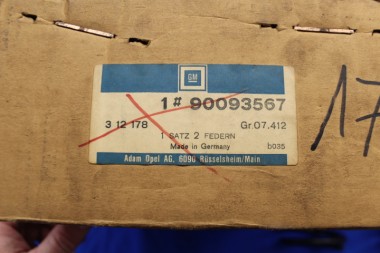 GM
1# 90093567
3 12 178 Gr. 07.412
1 SATZ 2 FEDERN
Made in Germany b035
Adam Opel AG, 6090 Rüsselsheim/Main
17